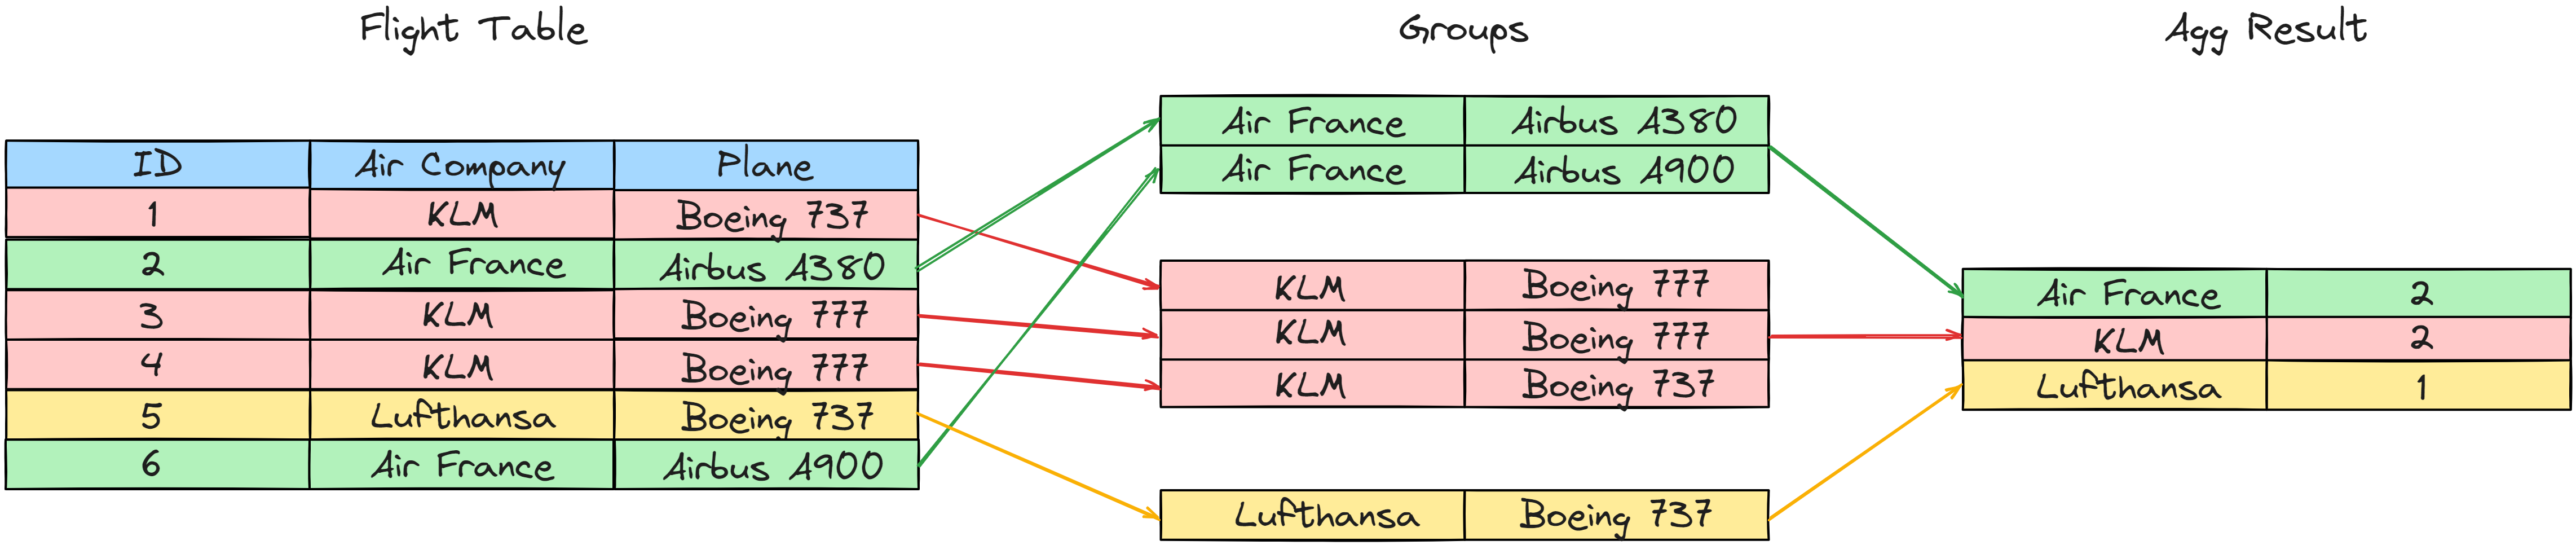 Flight Table
Groups
Agg Result
ID Air Company Plane
1 KLM Boeing 737
2 Air France Airbus A380
3 KLM Boeing 777
4 KLM Boeing 777
5 Lufthansa Boeing 737
6 Air France Airbus A900
Air France Airbus A380
Air France Airbus A900
KLM Boeing 777
KLM Boeing 777
KLM Boeing 737
Lufthansa Boeing 737
Air France 2
KLM 2
Lufthansa 1